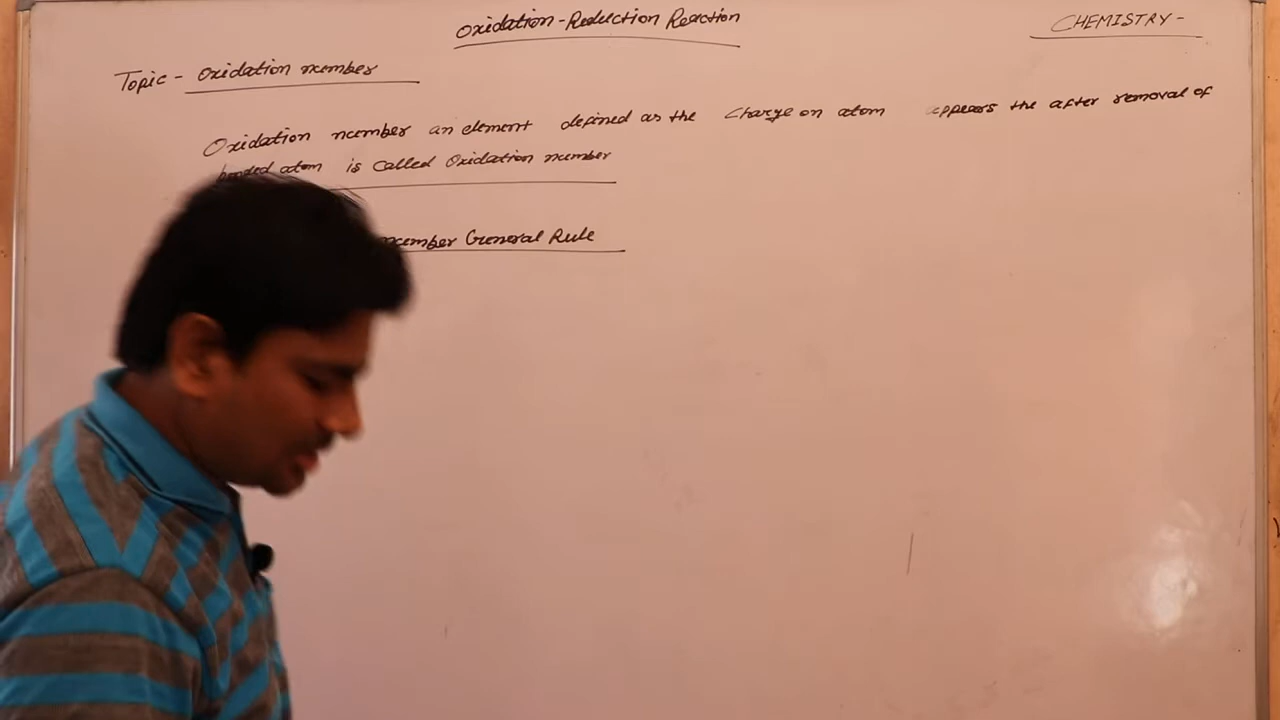 Oxidation-Reduction Reaction
CHEMISTRY-
Topic - Oxidation number
Oxidation number an element defined as the Charge on atom appears the after removal of
bonded atom is called Oxidation number
number General Rule